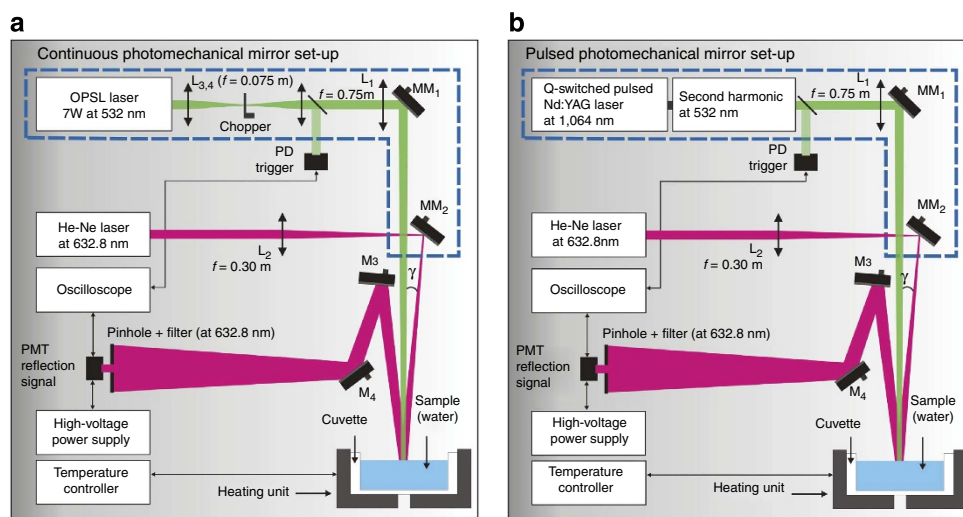 a
Continuous photomechanical mirror set-up
OPSL laser
7W at 532 nm
L3,4 (f = 0.075 m)
Chopper
L1
f = 0.75m
MM1
PD
trigger
MM2
He-Ne laser
at 632.8 nm
L2
f = 0.30 m
M3
γ
Oscilloscope
Pinhole + filter (at 632.8 nm)
PMT
reflection
signal
M4
High-voltage
power supply
Cuvette
Sample
(water)
Temperature
controller
Heating unit
b
Pulsed photomechanical mirror set-up
Q-switched pulsed
Nd:YAG laser
at 1,064 nm
Second harmonic
at 532 nm
L1
f = 0.75 m
MM1
PD
trigger
MM2
He-Ne laser
at 632.8nm
L2
f = 0.30 m
M3
γ
Oscilloscope
Pinhole + filter (at 632.8 nm)
PMT
reflection
signal
M4
High-voltage
power supply
Cuvette
Sample
(water)
Temperature
controller
Heating unit